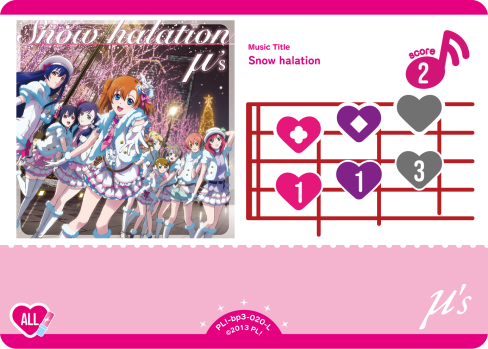 Snow halation
μ's
Music Title
Snow halation
score
2
1
1
3
ALL
PL!-bp3-020-L
©2013 PL!
μ's